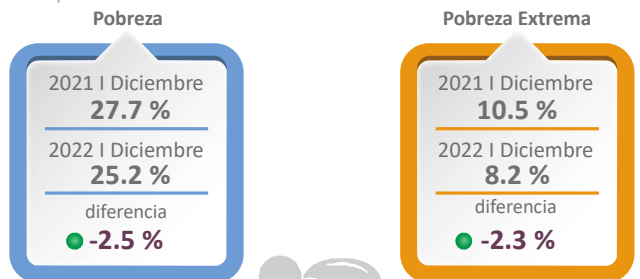 Pobreza
2021 I Diciembre
27.7 %
2022 I Diciembre
25.2 %
diferencia
-2.5 %
Pobreza Extrema
2021 I Diciembre
10.5 %
2022 I Diciembre
8.2 %
diferencia
-2.3 %